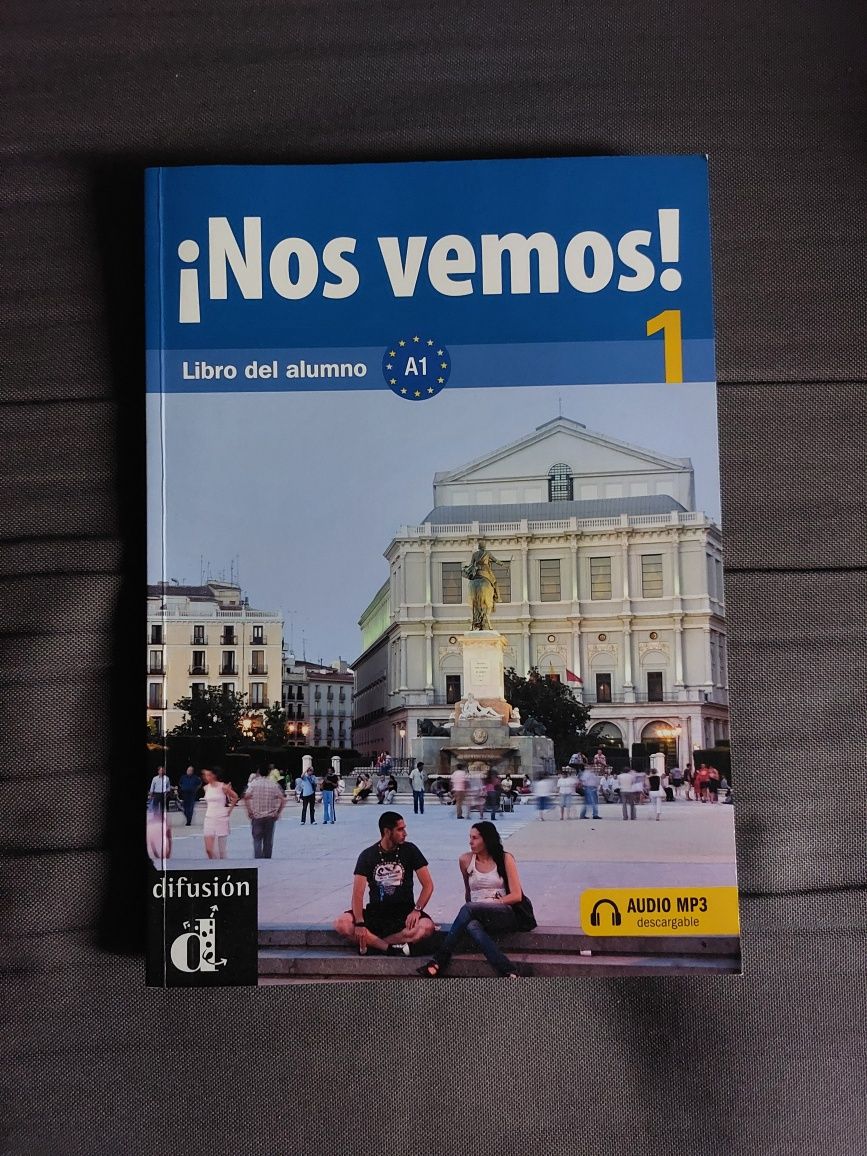 ¡Nos vemos!
1
Libro del alumno
A1
difusión
d
AUDIO MP3
descargable